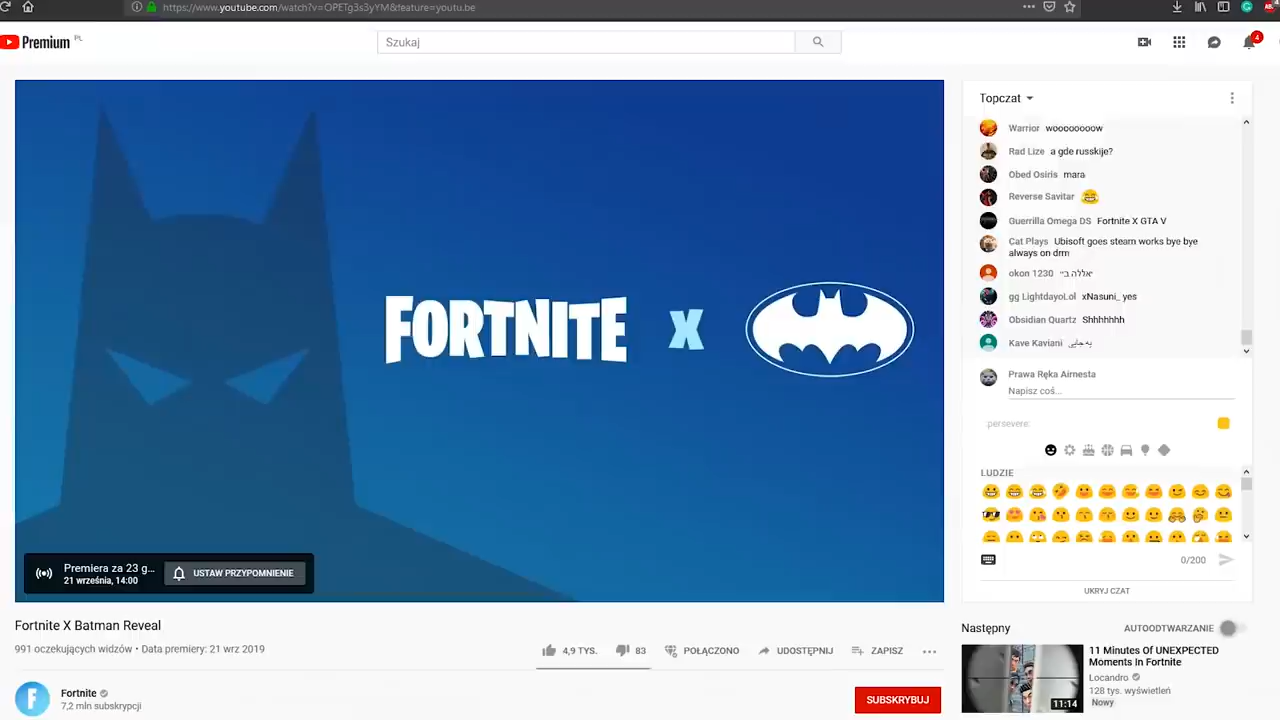 https://www.youtube.com/watch?v=OPETg3s3yYM&feature=youtu.be
Premium PL
Szukaj
4
FORTNITE X
Premiera za 23 g...
21 września, 14:00
USTAW PRZYPOMNIENIE
Fortnite X Batman Reveal
991 oczekujących widzów • Data premiery: 21 wrz 2019
4,9 TYS.
83
POŁĄCZONO
UDOSTĘPNIJ
ZAPISZ
Fortnite
7,2 mln subskrypcji
SUBSKRYBUJ
Topczat
Warrior woooooooow
Rad Lize a gde russkije?
Obed Osiris mara
Reverse Savitar 😂
Guerrilla Omega DS Fortnite X GTA V
Cat Plays Ubisoft goes steam works bye bye
always on drm
okon 1230 יאללה ביי
gg LightdayoLol xNasuni_ yes
Obsidian Quartz Shhhhhhh
Kave Kaviani یه جایی
Prawa Ręka Airnesta
Napisz coś...
:persevere:
LUDZIE
0/200
UKRYJ CZAT
Następny
AUTOODTWARZANIE
11 Minutes Of UNEXPECTED
Moments In Fortnite
Locandro
128 tys. wyświetleń
Nowy
11:14